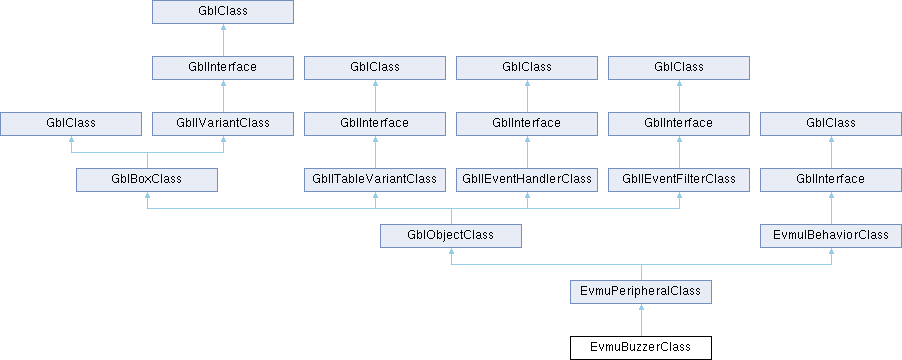 GblClass
GblInterface
GblClass
GblClass
GblClass
GblClass
GblIVariantClass
GblInterface
GblInterface
GblInterface
GblClass
GblBoxClass
GblITableVariantClass
GblIEventHandlerClass
GblIEventFilterClass
GblInterface
GblObjectClass
EvmuIBehaviorClass
EvmuPeripheralClass
EvmuBuzzerClass